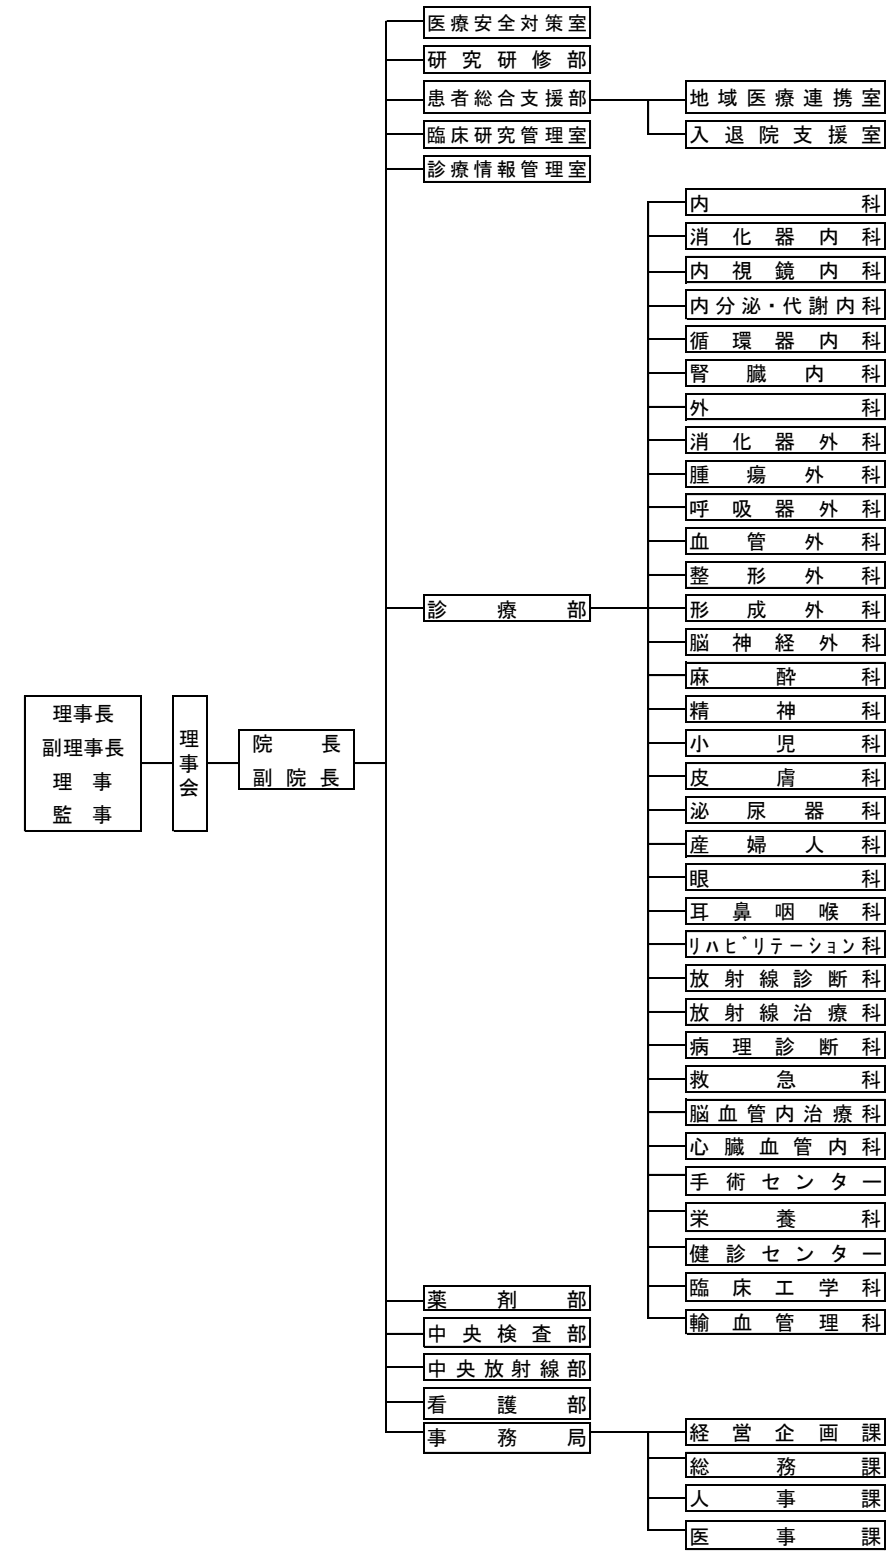 医療安全対策室
研究研修部
患者総合支援部
地域医療連携室
入退院支援室
臨床研究管理室
診療情報管理室
内科
消化器内科
内視鏡内科
内分泌・代謝内科
循環器内科
腎臓内科
外科
消化器外科
腫瘍外科
呼吸器外科
血管外科
整形外科
診療部
形成外科
脳神経外科
麻酔科
精神科
小児科
皮膚科
泌尿器科
産婦人科
眼科
耳鼻咽喉科
ﾘﾊﾋﾞﾘﾃｰｼｮﾝ科
放射線診断科
放射線治療科
病理診断科
救急科
脳血管内治療科
心臓血管内科
手術センター
栄養科
健診センター
臨床工学科
輸血管理科
理事長
副理事長
理事
監事
理事会
院長
副院長
薬剤部
中央検査部
中央放射線部
看護部
事務局
経営企画課
総務課
人事課
医事課